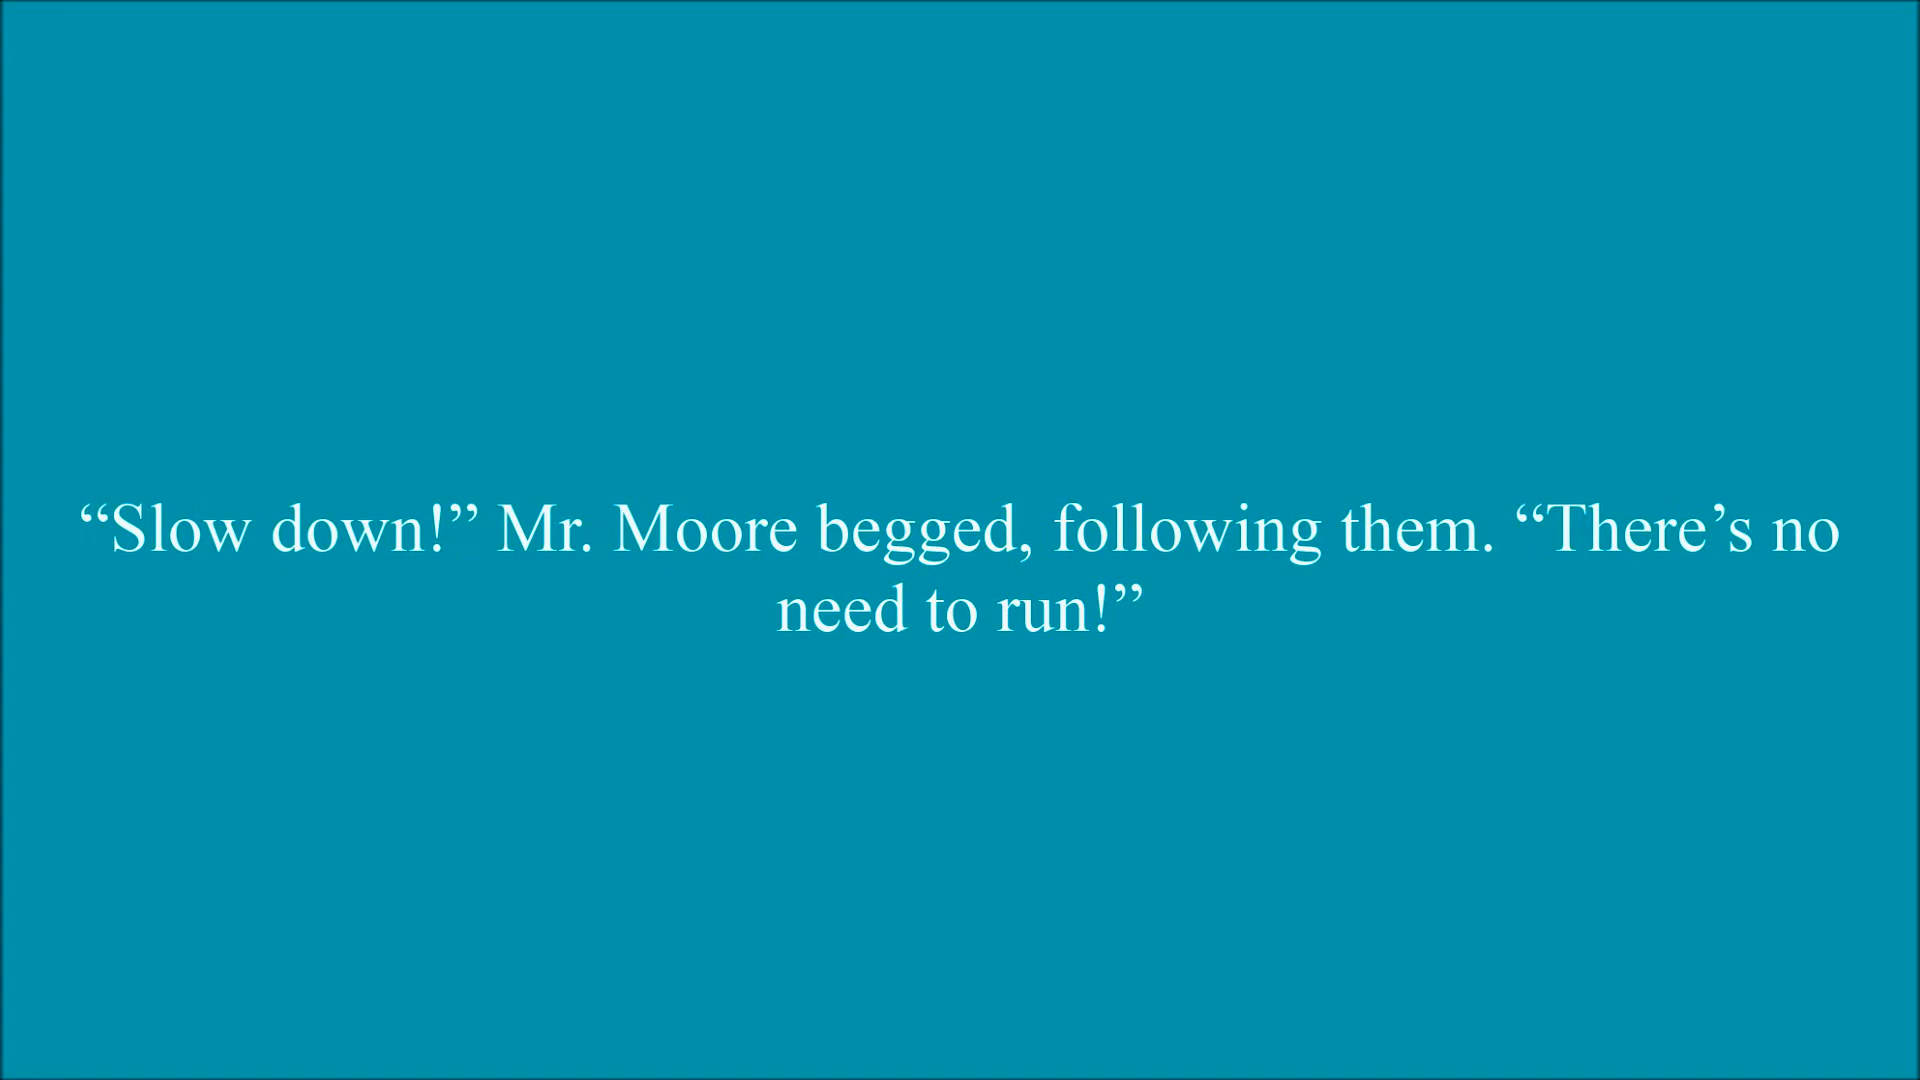 “Slow down!” Mr. Moore begged, following them. “There’s no
need to run!”